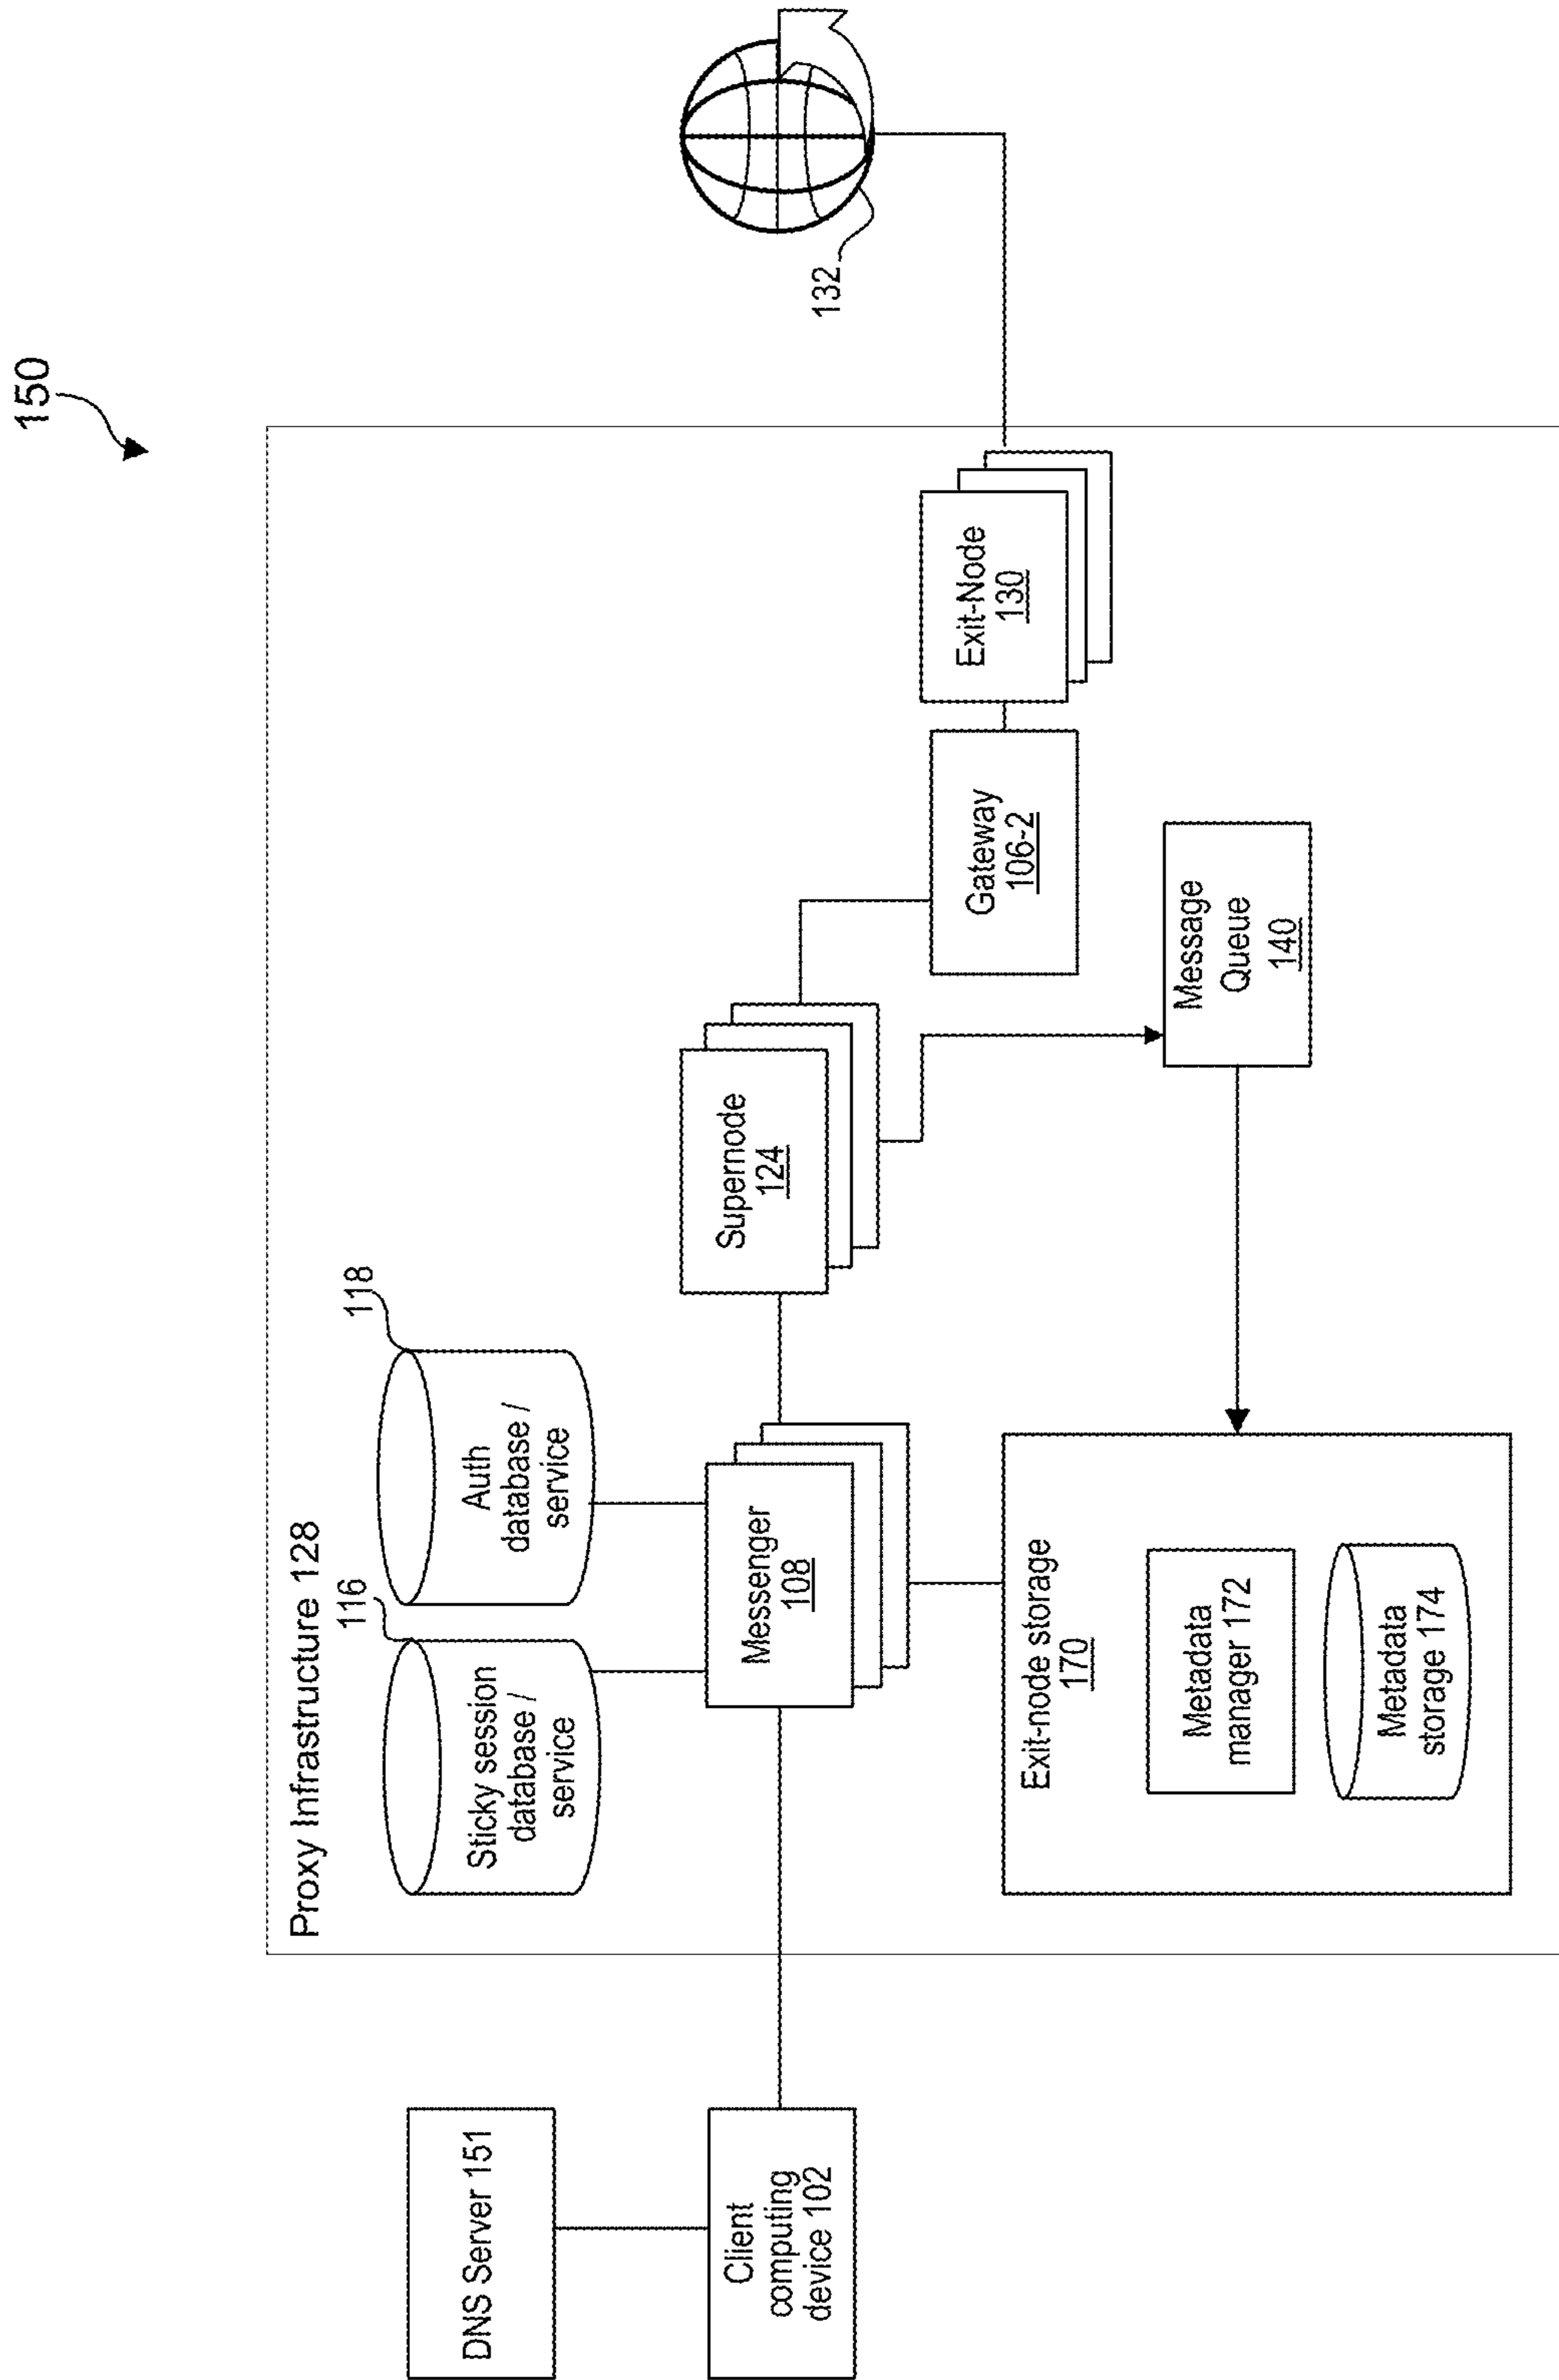 150
Proxy Infrastructure 128
116
118
Sticky session
database /
service
Auth
database /
service
DNS Server 151
Client
computing
device 102
Messenger
108
Supernode
124
132
Exit-node storage
170
Metadata
manager 172
Metadata
storage 174
Message
Queue
140
Gateway
106-2
Exit-Node
130